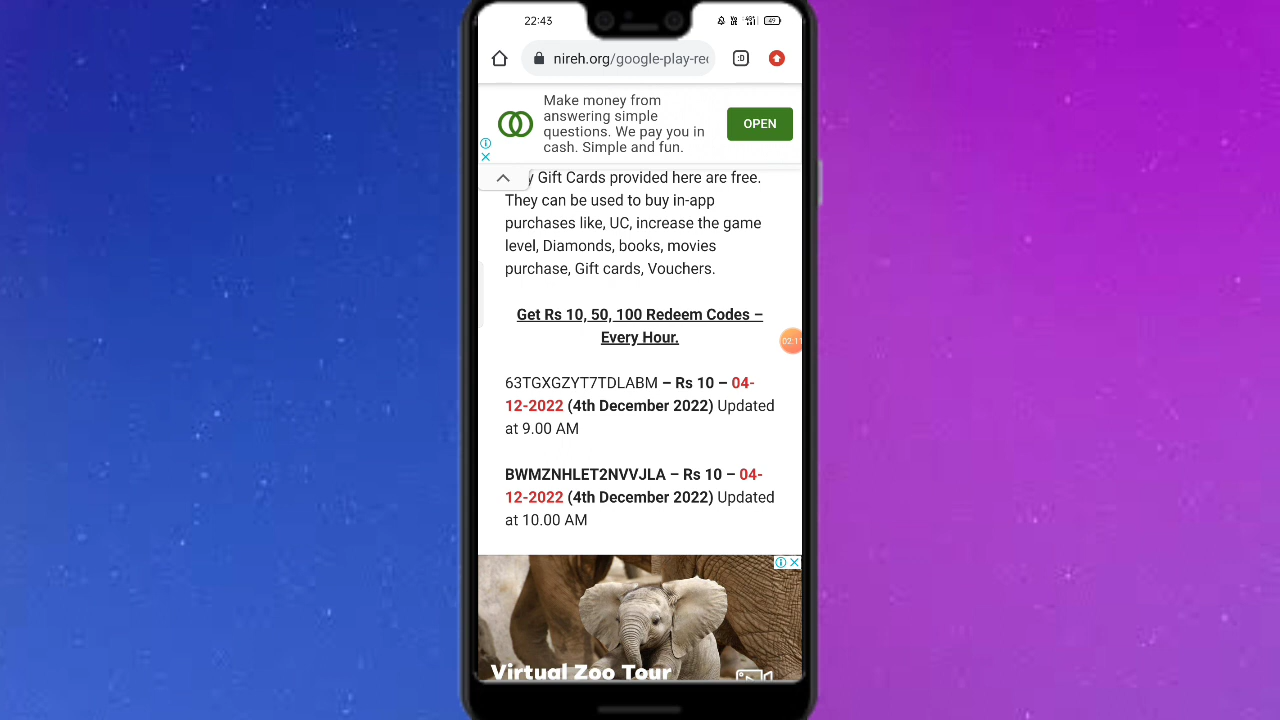 22:43
nireh.org/google-play-rec
:D
Make money from
answering simple
questions. We pay you in
cash. Simple and fun.
OPEN
Gift Cards provided here are free.
They can be used to buy in-app
purchases like, UC, increase the game
level, Diamonds, books, movies
purchase, Gift cards, Vouchers.
Get Rs 10, 50, 100 Redeem Codes –
Every Hour.
02:11
63TGXGZYT7TDLABM – Rs 10 – 04-
12-2022 (4th December 2022) Updated
at 9.00 AM
BWMZNHLET2NVVJLA – Rs 10 – 04-
12-2022 (4th December 2022) Updated
at 10.00 AM
Virtual Zoo Tour